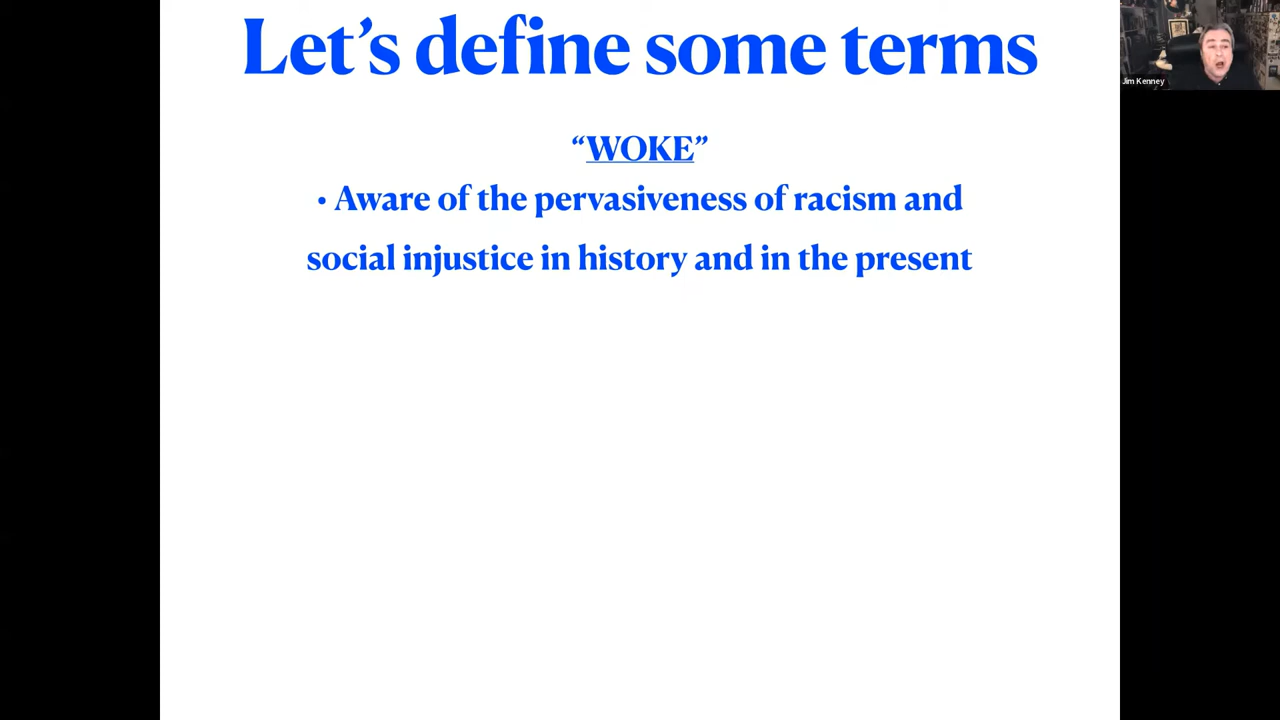 Let’s define some terms
Jim Kenney
“WOKE”
• Aware of the pervasiveness of racism and
social injustice in history and in the present